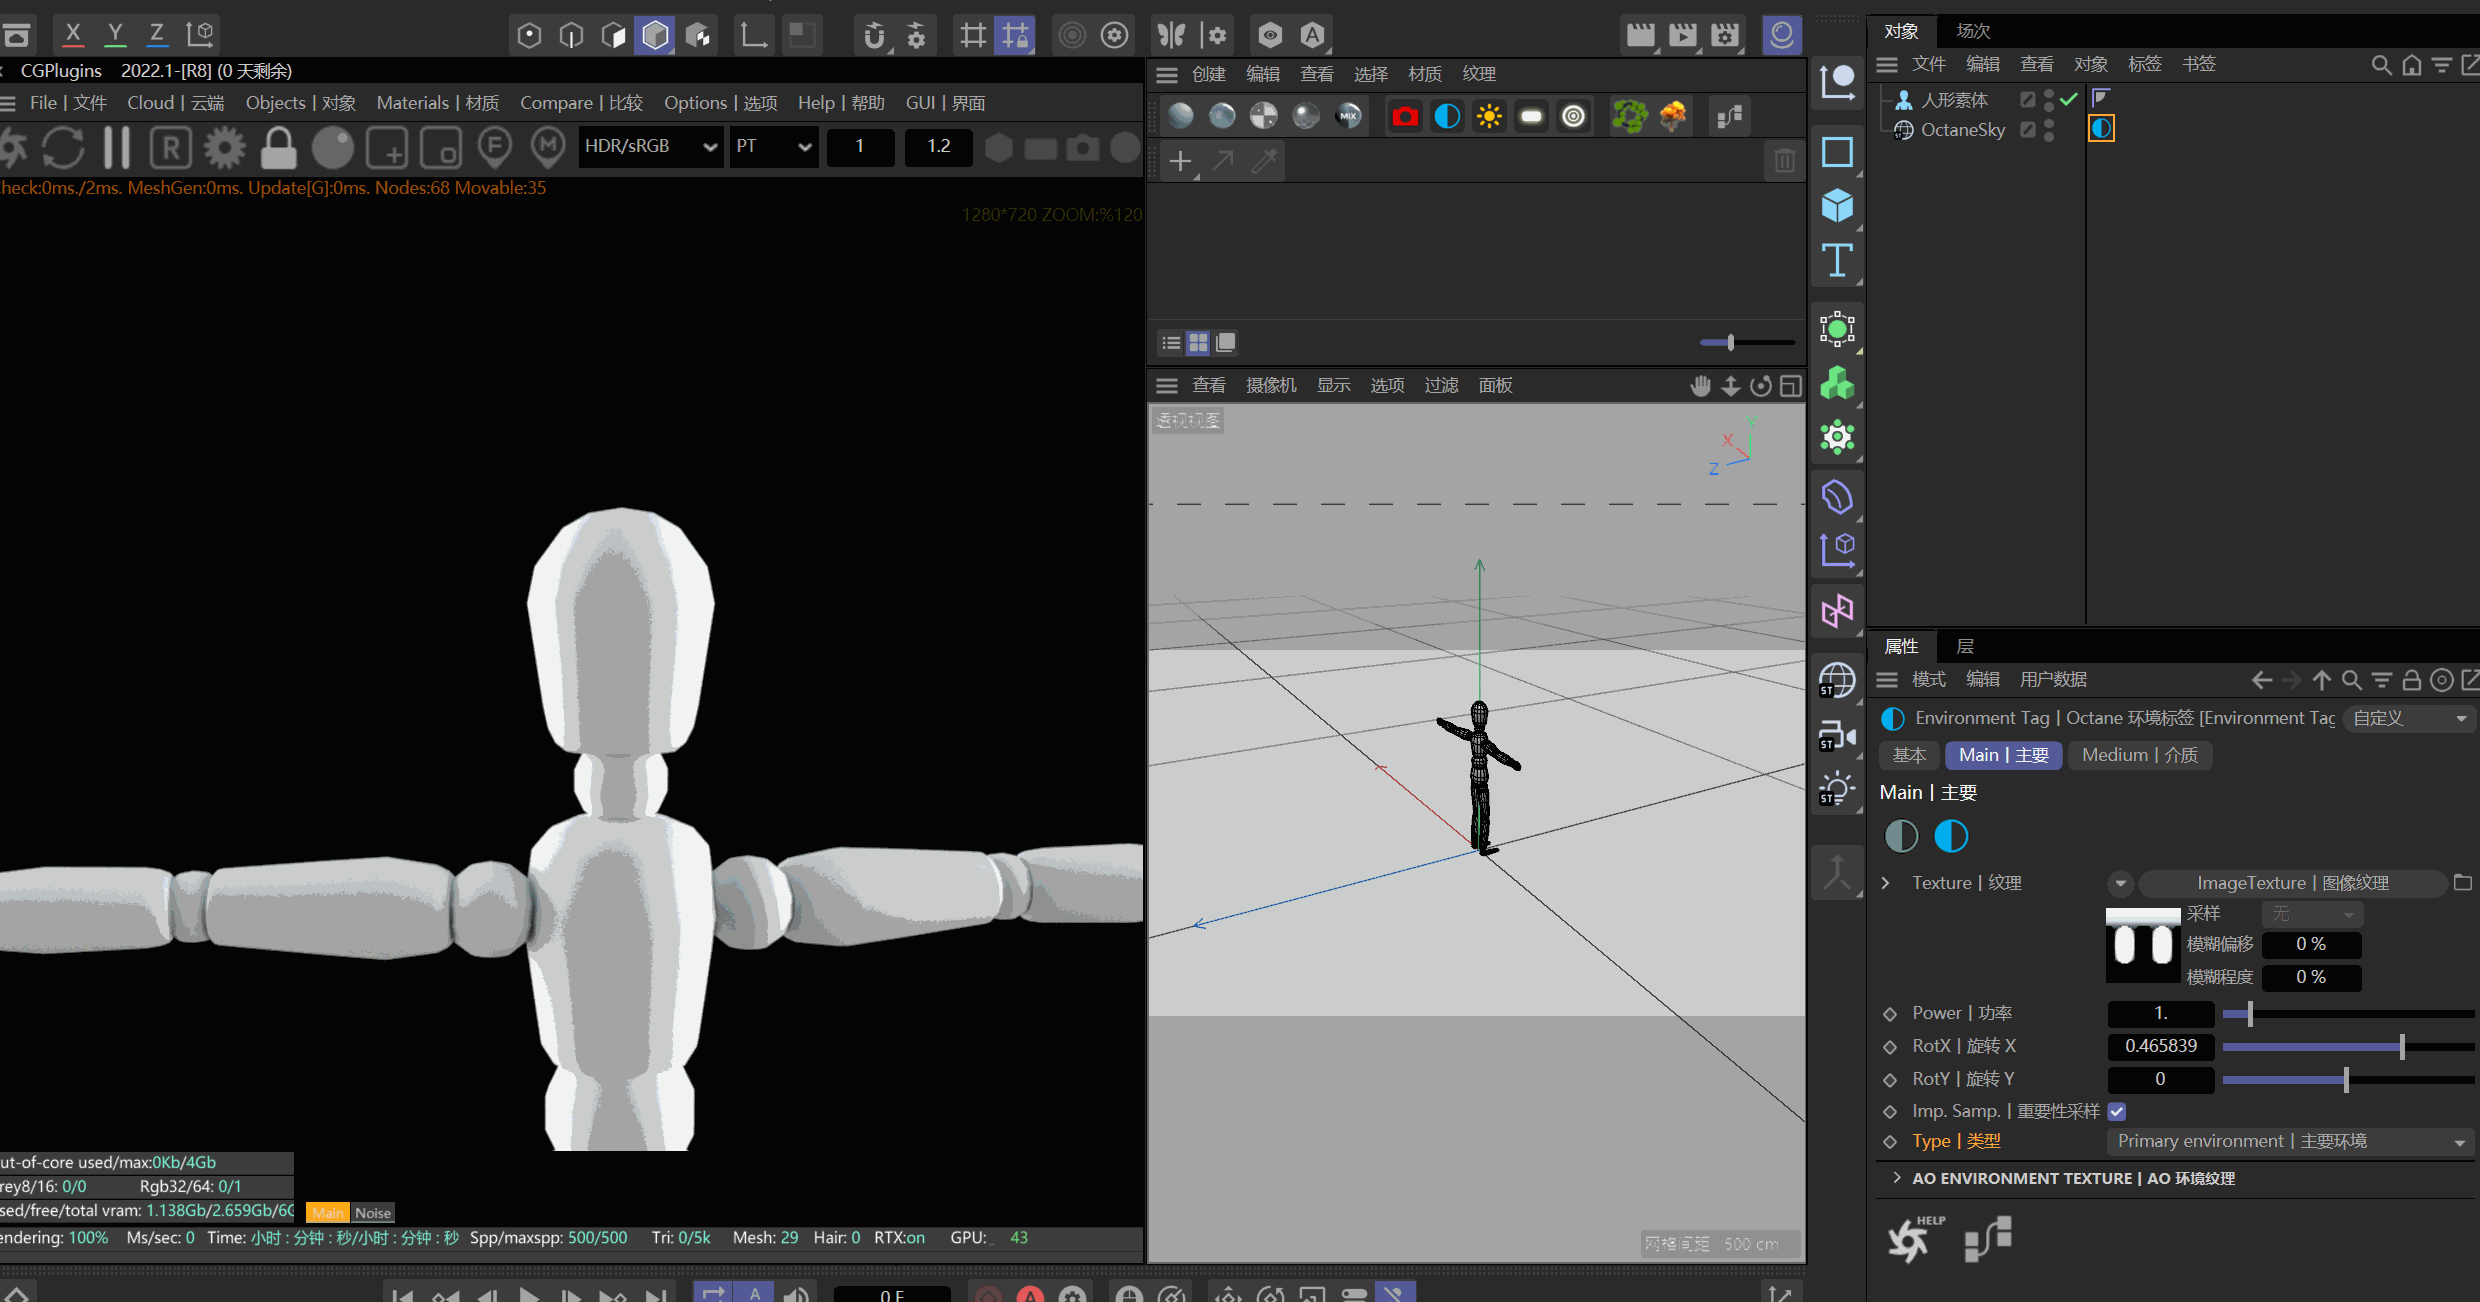 X Y Z
CGPlugins 2022.1-[R8] (0 天剩余)
File | 文件 Cloud | 云端 Objects | 对象 Materials | 材质 Compare | 比较 Options | 选项 Help | 帮助 GUI | 界面
R F M HDR/sRGB PT 1 1.2
heck:0ms./2ms. MeshGen:0ms. Update[G]:0ms. Nodes:68 Movable:35
1280*720 ZOOM:%120
ut-of-core used/max:0Kb/4Gb
rey8/16: 0/0 Rgb32/64: 0/1
sed/free/total vram: 1.138Gb/2.659Gb/6G
Main Noise
endering: 100% Ms/sec: 0 Time: 小时 : 分钟 : 秒/小时 : 分钟 : 秒 Spp/maxspp: 500/500 Tri: 0/5k Mesh: 29 Hair: 0 RTX:on GPU: 43
A 0 F A
创建 编辑 查看 选择 材质 纹理
MIX
查看 摄像机 显示 选项 过滤 面板
透视视图
Y
X
Z
网格间距 : 500 cm
A
T
ST
ST
ST
对象 场次
文件 编辑 查看 对象 标签 书签
人形素体
OctaneSky
属性 层
模式 编辑 用户数据
Environment Tag | Octane 环境标签 [Environment Tag 自定义
基本 Main | 主要 Medium | 介质
Main | 主要
Texture | 纹理 ImageTexture | 图像纹理
采样 无
模糊偏移 0 %
模糊程度 0 %
Power | 功率 1.
RotX | 旋转 X 0.465839
RotY | 旋转 Y 0
Imp. Samp. | 重要性采样
Type | 类型 Primary environment | 主要环境
AO ENVIRONMENT TEXTURE | AO 环境纹理
HELP